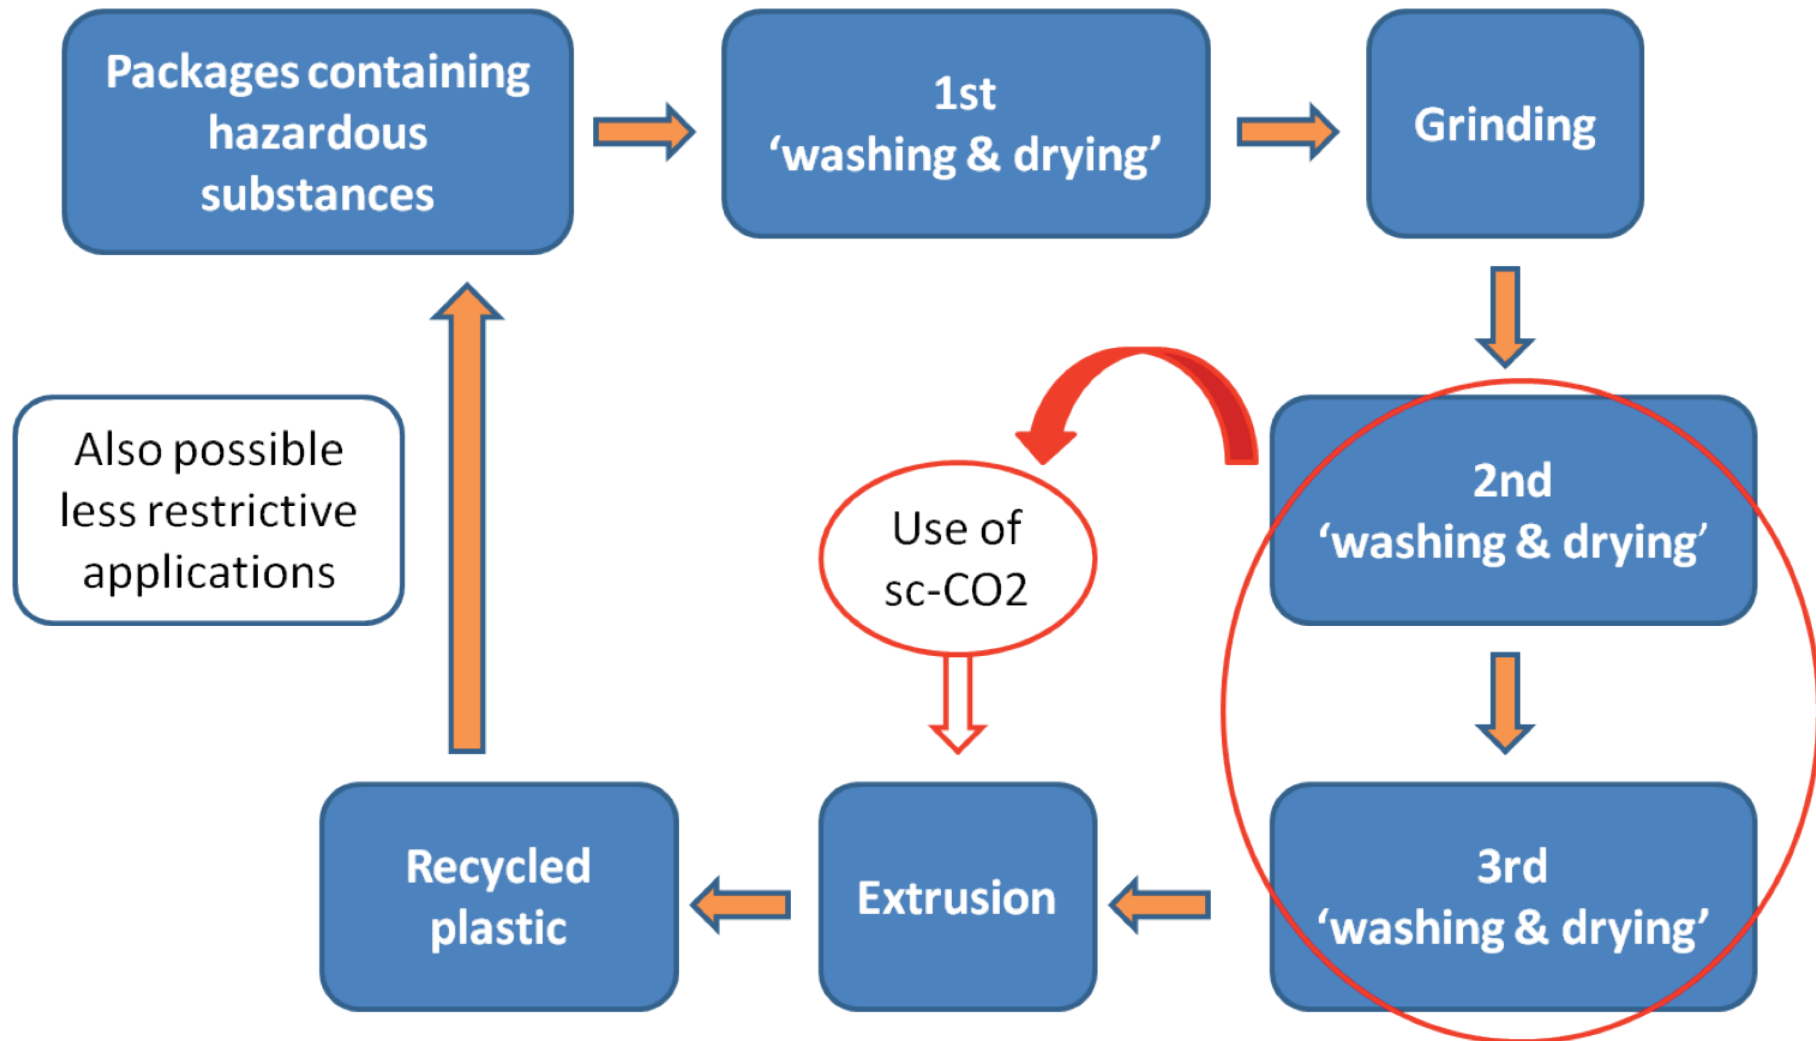 Packages containing
hazardous
substances
1st
‘washing & drying’
Grinding
Also possible
less restrictive
applications
Use of
sc-CO2
2nd
‘washing & drying’
Recycled
plastic
Extrusion
3rd
‘washing & drying’